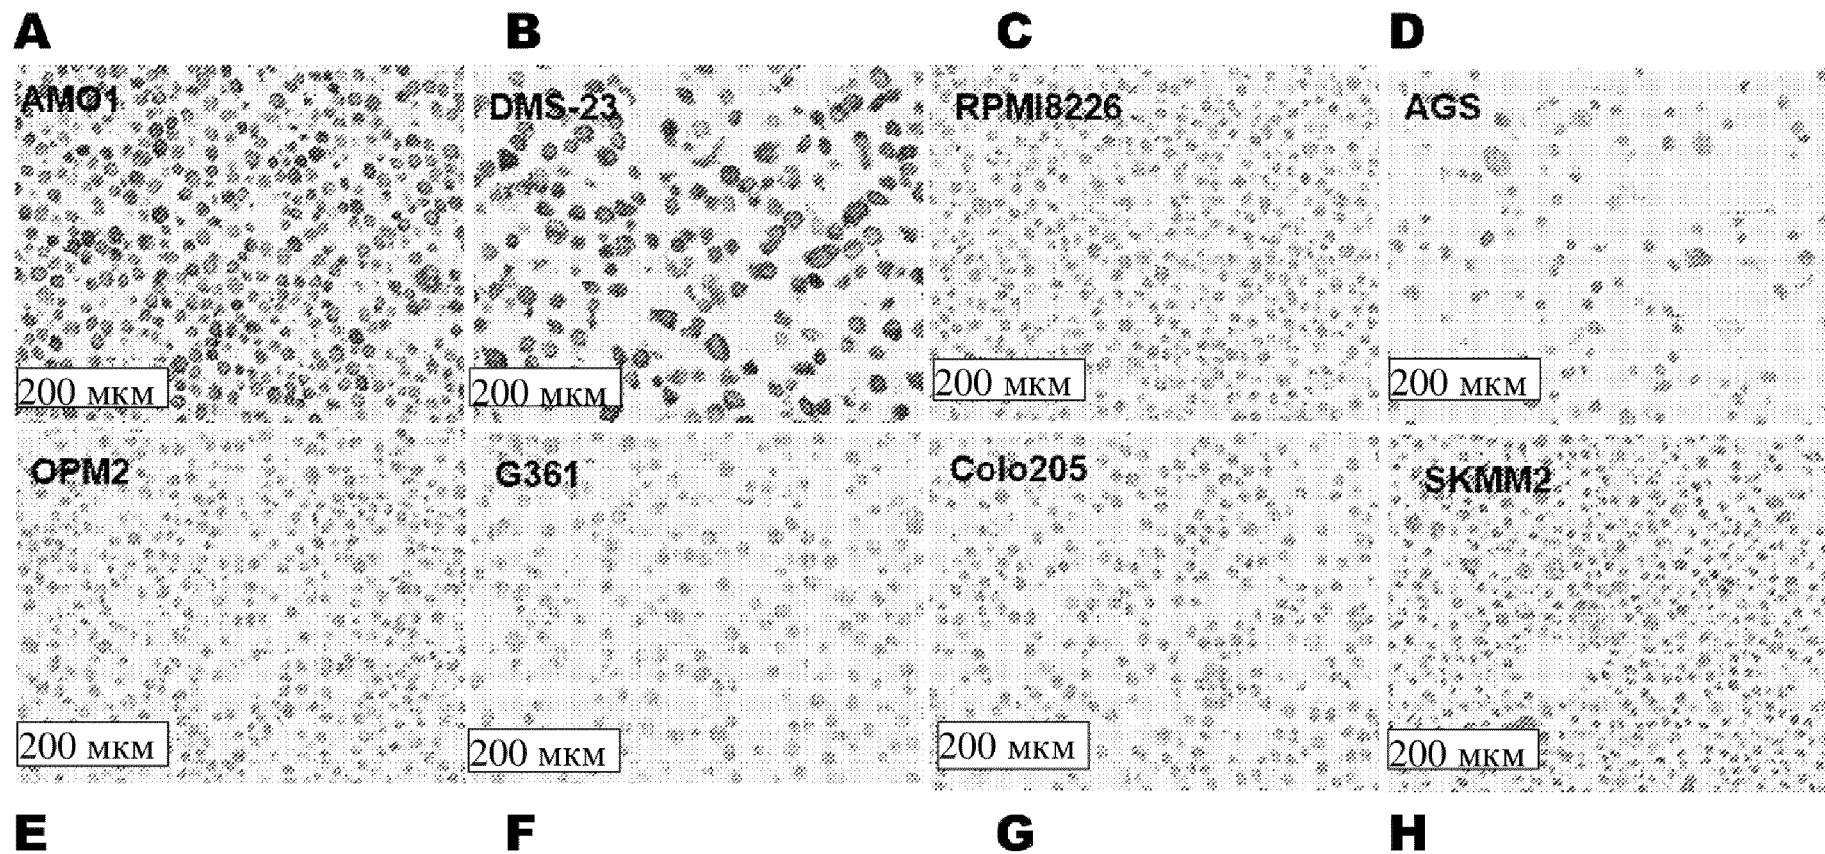 A B C D
AMO1 DMS-23 RPMI8226 AGS
200 мкм 200 мкм 200 мкм 200 мкм
OPM2 G361 Colo205 SKMM2
200 мкм 200 мкм 200 мкм 200 мкм
E F G H